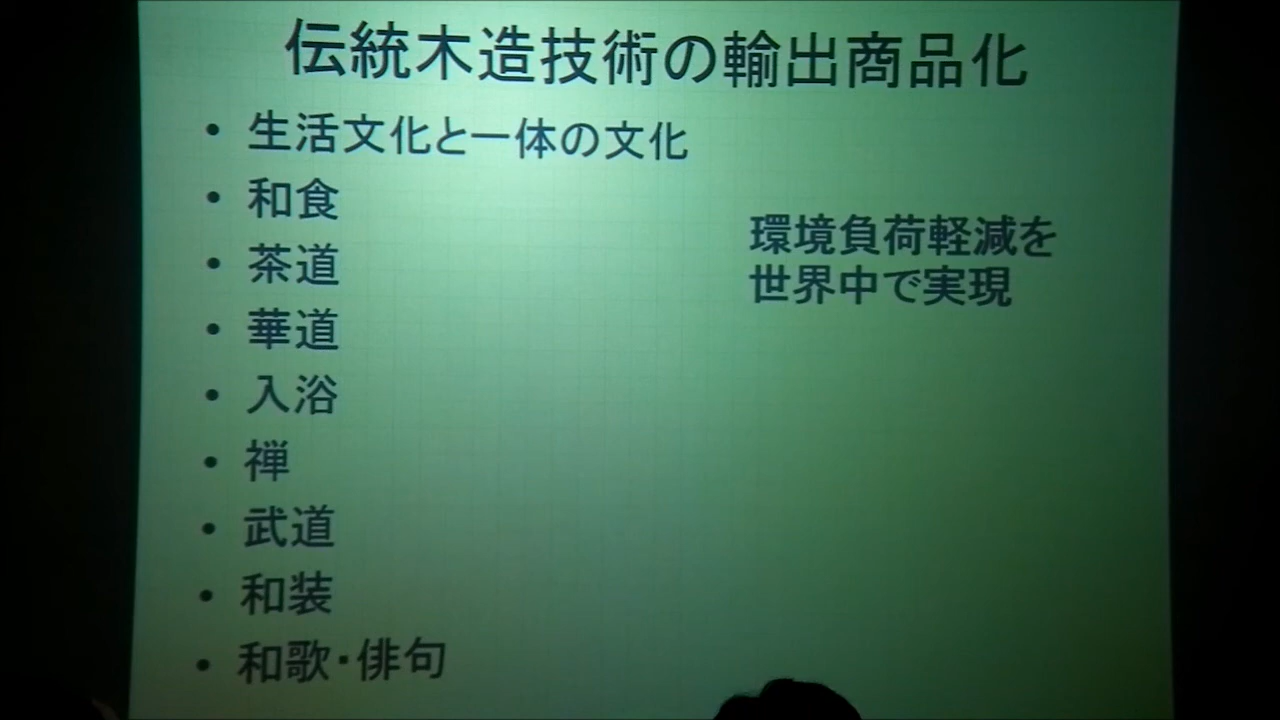 伝統木造技術の輸出商品化
• 生活文化と一体の文化
• 和食
• 茶道
• 華道
• 入浴
• 禅
• 武道
• 和装
• 和歌・俳句
環境負荷軽減を
世界中で実現